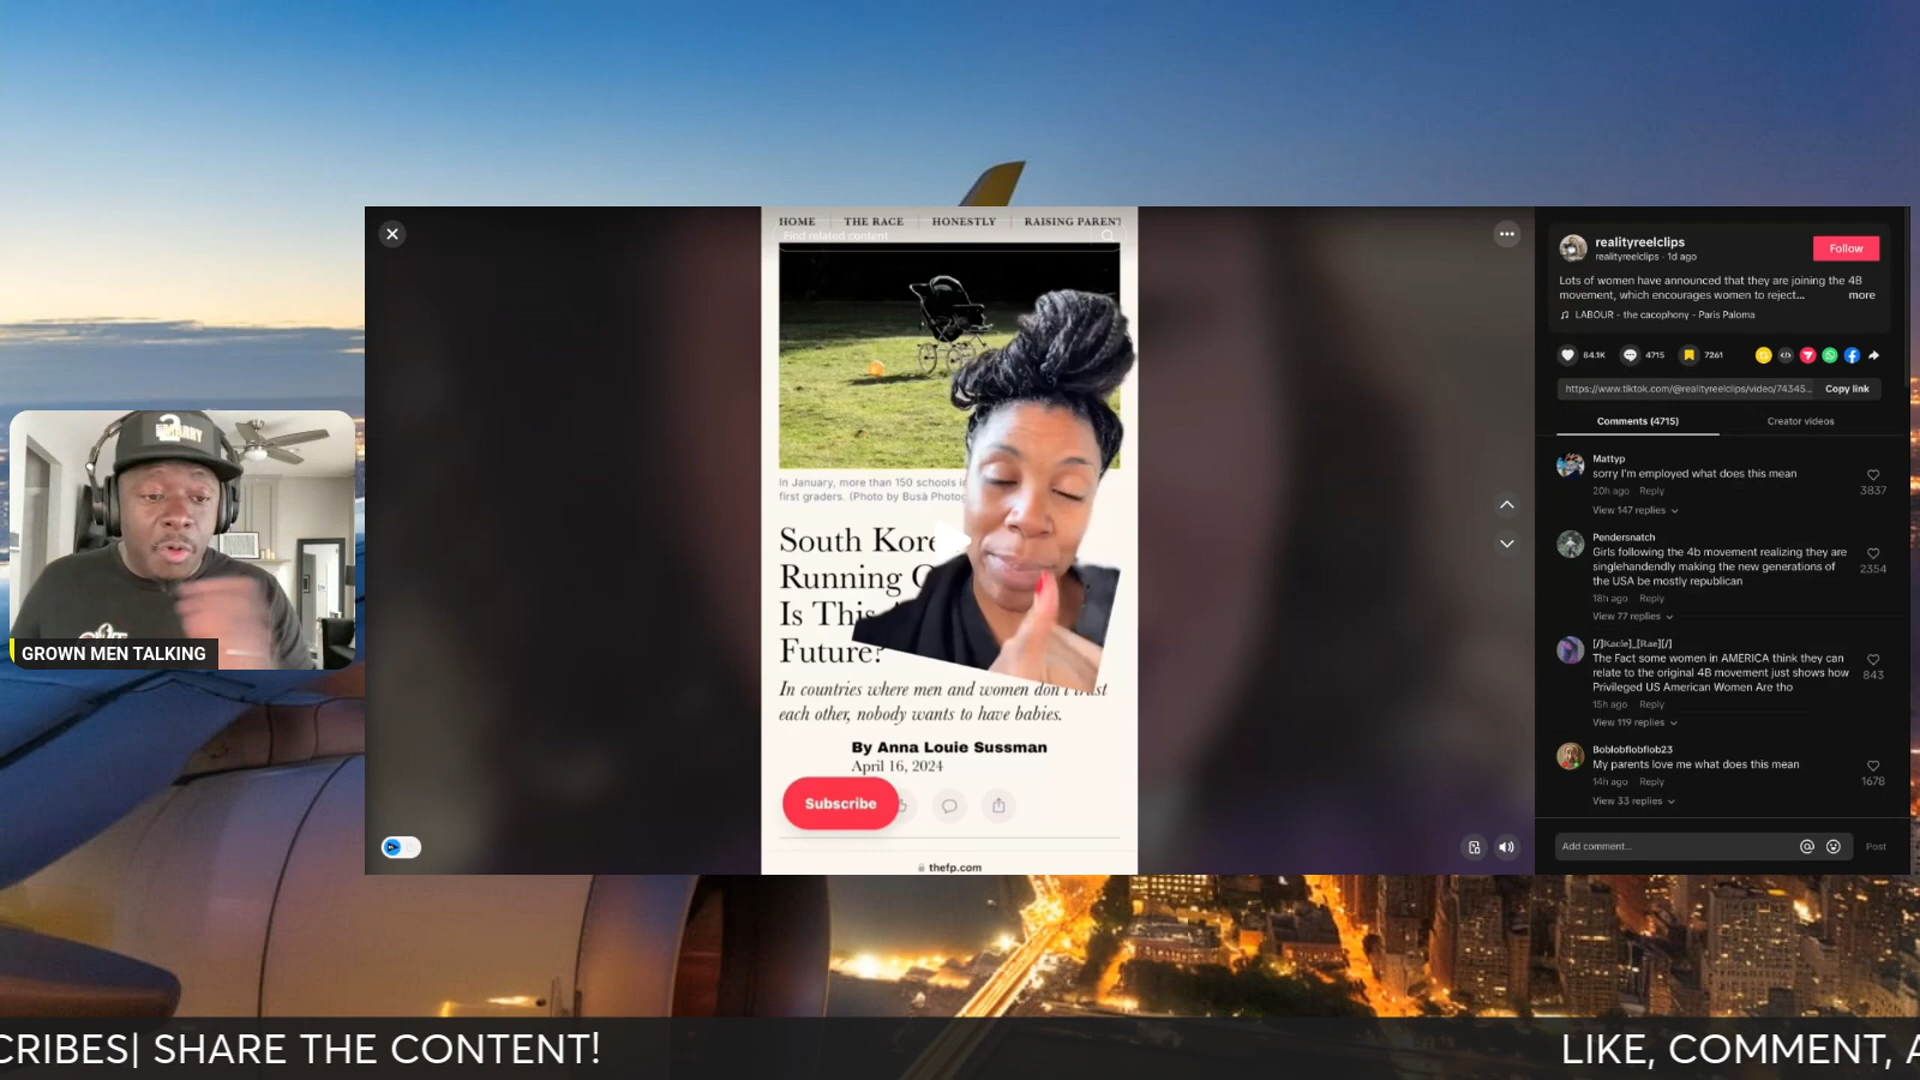 HOME THE RACE HONESTLY RAISING PARENT
Find related content
In January, more than 150 schools
first graders. (Photo by Busà Photog
South Kore
Running
Is This
Future?
In countries where men and women don't trust
each other, nobody wants to have babies.
By Anna Louie Sussman
April 16, 2024
Subscribe
thefp.com
GROWN MEN TALKING
realityreelclips
realityreelclips · 1d ago
Follow
Lots of women have announced that they are joining the 4B
movement, which encourages women to reject... more
LABOUR - the cacophony - Paris Paloma
84.1K 4715 7261
https://www.tiktok.com/@realityreelclips/video/74345... Copy link
Comments (4715) Creator videos
Mattyp
sorry I'm employed what does this mean
20h ago Reply
3837
View 147 replies
Pendersnatch
Girls following the 4b movement realizing they are
singlehandendly making the new generations of
the USA be mostly republican
2354
18h ago Reply
View 77 replies
[/]Kacie]_[Rae][/]
The Fact some women in AMERICA think they can
relate to the original 4B movement just shows how
Privileged US American Women Are tho
843
15h ago Reply
View 119 replies
Boblobflobflob23
My parents love me what does this mean
14h ago Reply
1678
View 33 replies
Add comment... Post
CRIBES| SHARE THE CONTENT!
LIKE, COMMENT, A